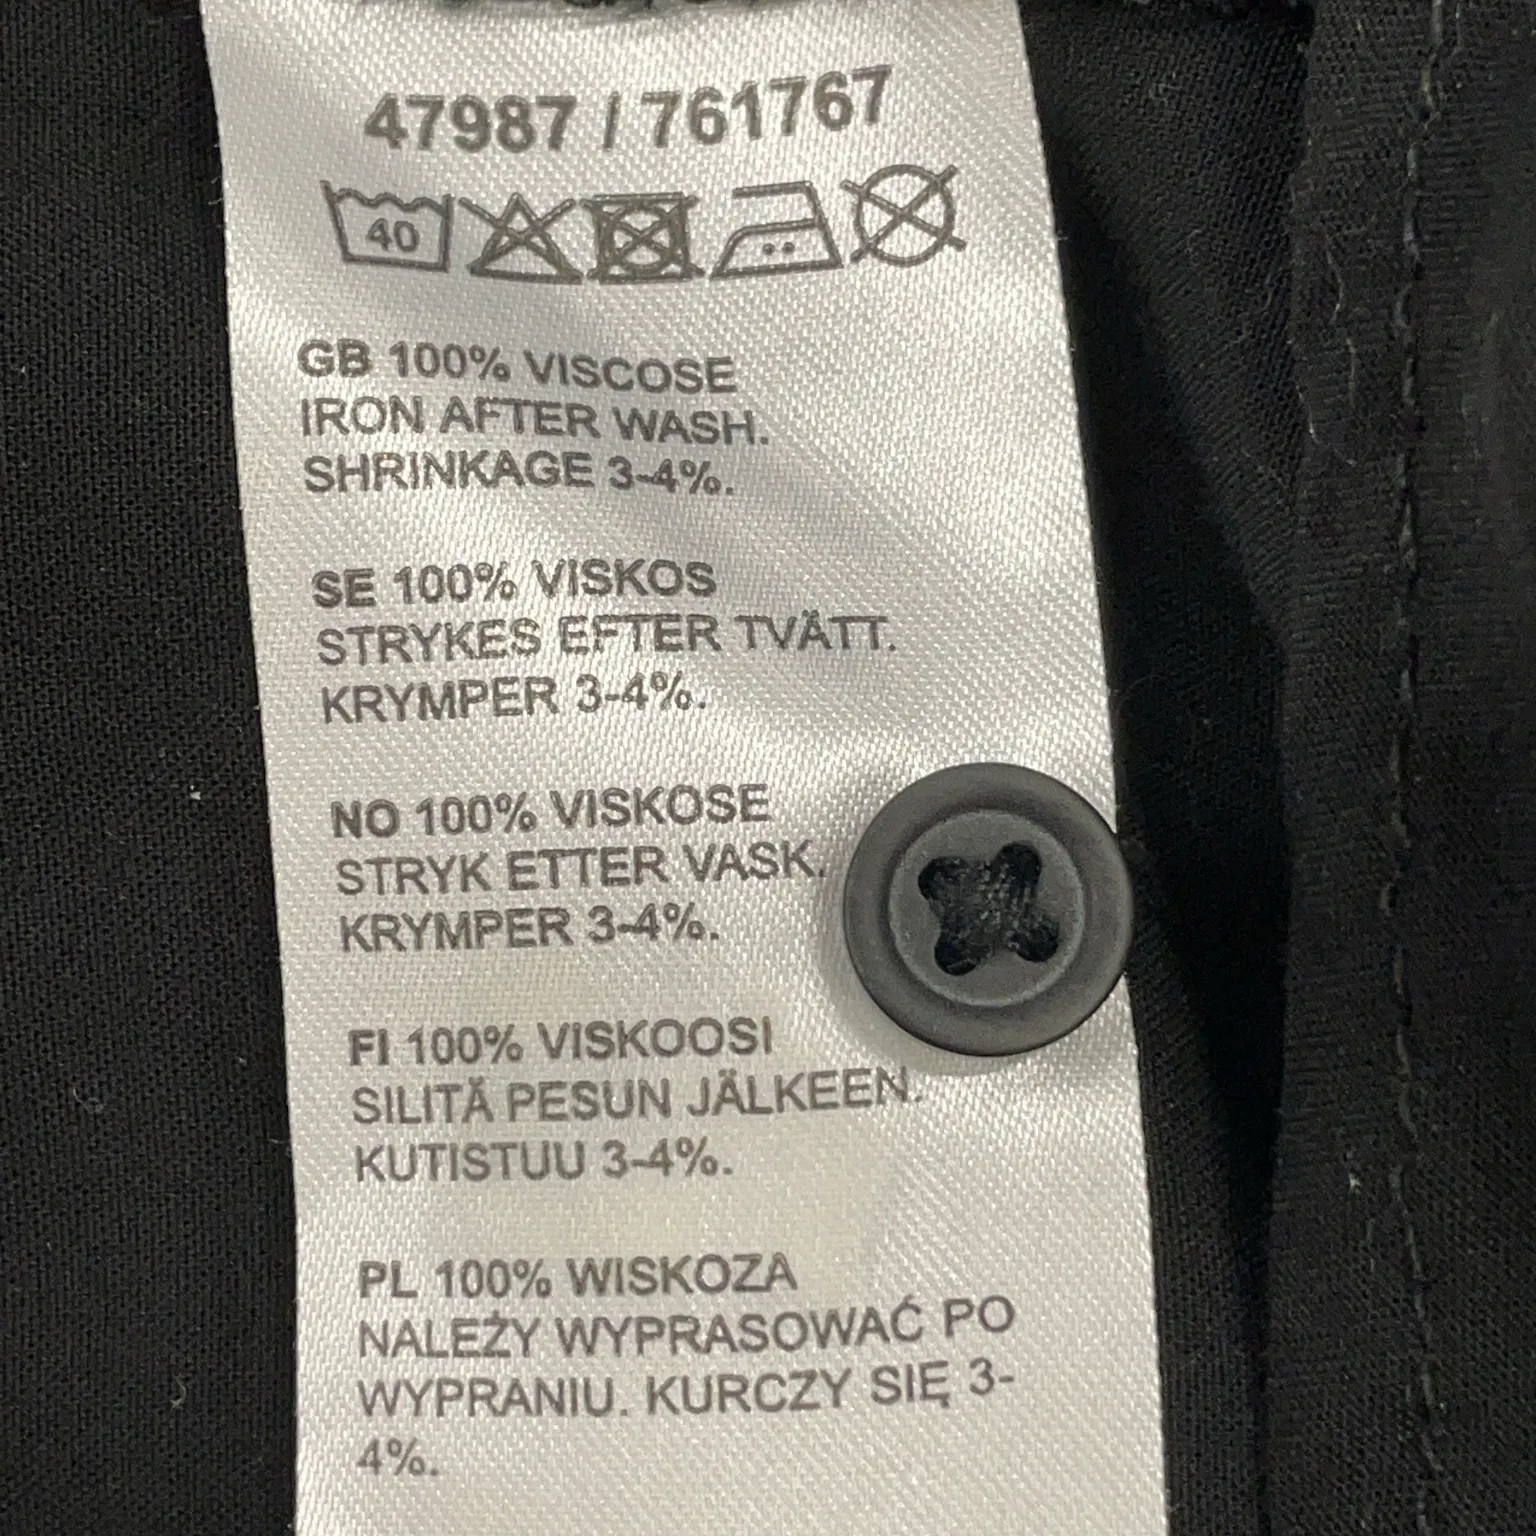 47987 / 761767
40
GB 100% VISCOSE
IRON AFTER WASH.
SHRINKAGE 3-4%.
SE 100% VISKOS
STRYKES EFTER TVÄTT.
KRYMPER 3-4%.
NO 100% VISKOSE
STRYK ETTER VASK.
KRYMPER 3-4%.
FI 100% VISKOOSI
SILITÄ PESUN JÄLKEEN.
KUTISTUU 3-4%.
PL 100% WISKOZA
NALEŻY WYPRASOWAĆ PO
WYPRANIU. KURCZY SIĘ 3-
4%.